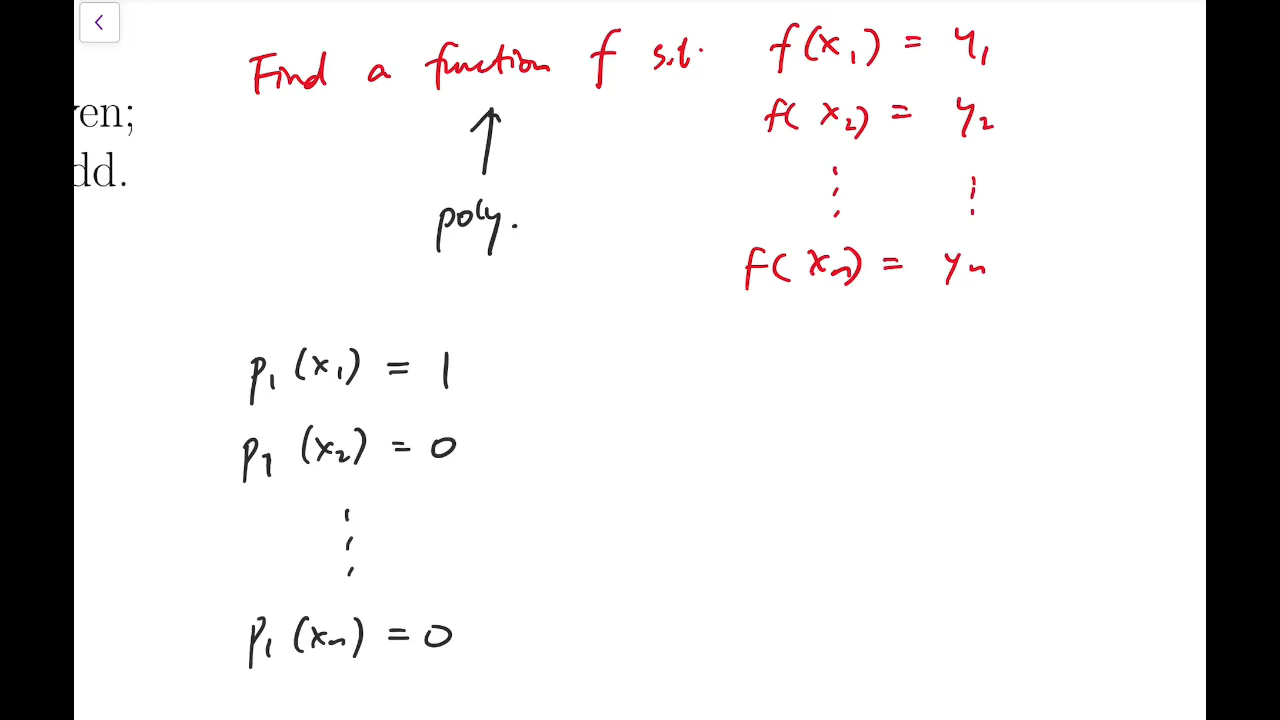 Find a function f s.t. f(x₁) = y₁
f(x₂) = y₂
ven;
dd.
⋮ ⋮
poly.
f(xₙ) = yₙ
p₁(x₁) = 1
p₁(x₂) = 0
⋮
p₁(xₙ) = 0